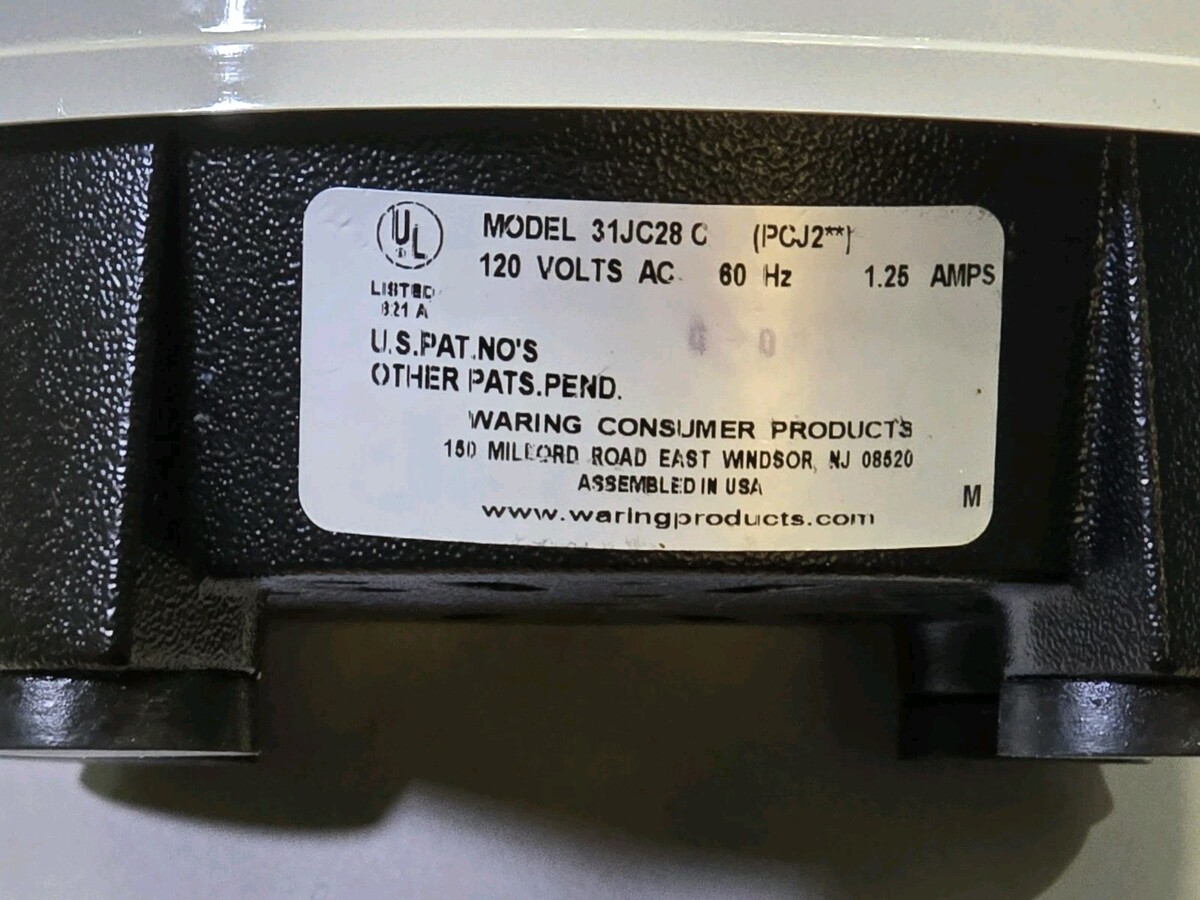 UL
MODEL 31JC28 C (PCJ2**)
120 VOLTS AC 60 Hz 1.25 AMPS
LISTED
821 A
U.S.PAT.NO'S
OTHER PATS.PEND.
WARING CONSUMER PRODUCTS
150 MILFORD ROAD EAST WINDSOR, NJ 08520
ASSEMBLED IN USA
M
www.waringproducts.com